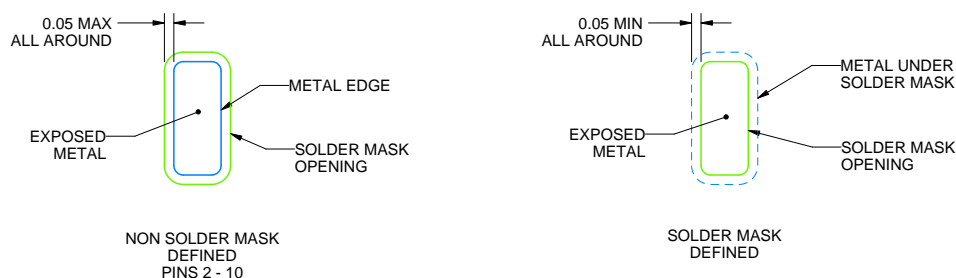 0.05 MAX
ALL AROUND
METAL EDGE
EXPOSED
METAL
SOLDER MASK
OPENING
NON SOLDER MASK
DEFINED
PINS 2 - 10
0.05 MIN
ALL AROUND
METAL UNDER
SOLDER MASK
EXPOSED
METAL
SOLDER MASK
OPENING
SOLDER MASK
DEFINED